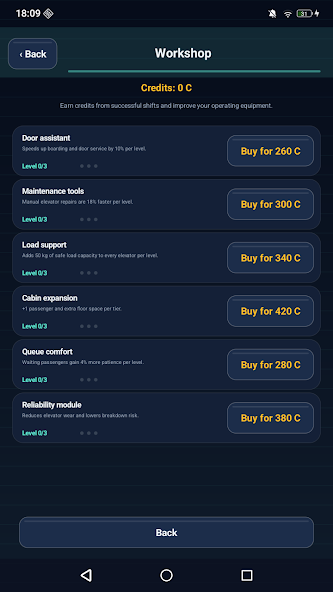 18:09
31
‹ Back
Workshop
Credits: 0 C
Earn credits from successful shifts and improve your operating equipment.
Door assistant
Speeds up boarding and door service by 10% per level.
Level 0/3
Buy for 260 C
Maintenance tools
Manual elevator repairs are 18% faster per level.
Level 0/3
Buy for 300 C
Load support
Adds 50 kg of safe load capacity to every elevator per level.
Level 0/3
Buy for 340 C
Cabin expansion
+1 passenger and extra floor space per tier.
Level 0/3
Buy for 420 C
Queue comfort
Waiting passengers gain 4% more patience per level.
Level 0/3
Buy for 280 C
Reliability module
Reduces elevator wear and lowers breakdown risk.
Level 0/3
Buy for 380 C
Back